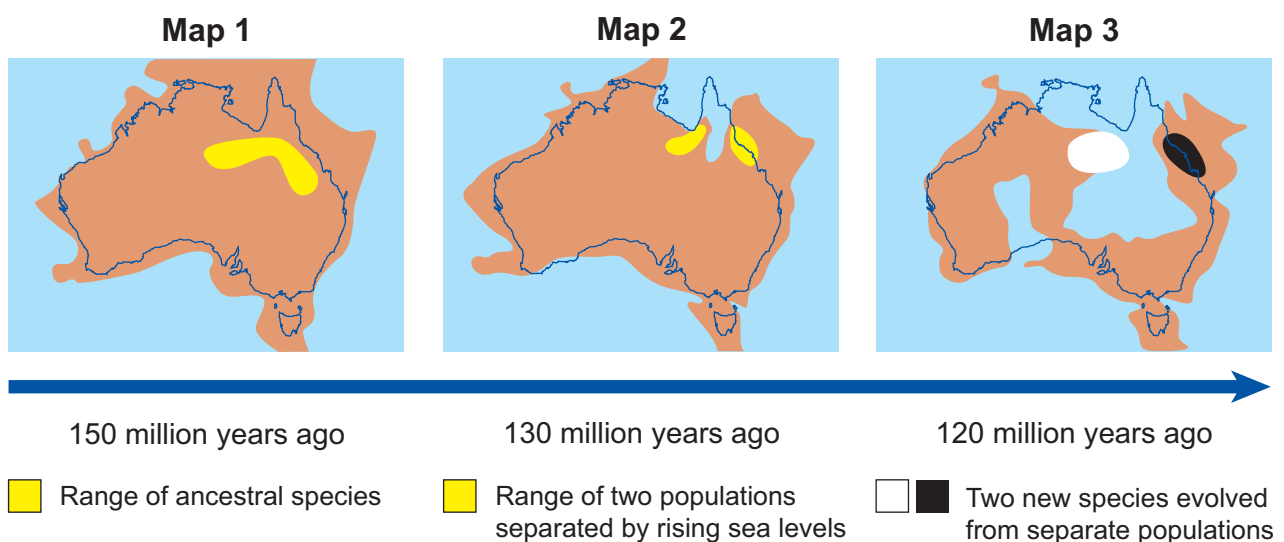 Map 1
Map 2
Map 3
150 million years ago
130 million years ago
120 million years ago
Range of ancestral species
Range of two populations
separated by rising sea levels
Two new species evolved
from separate populations